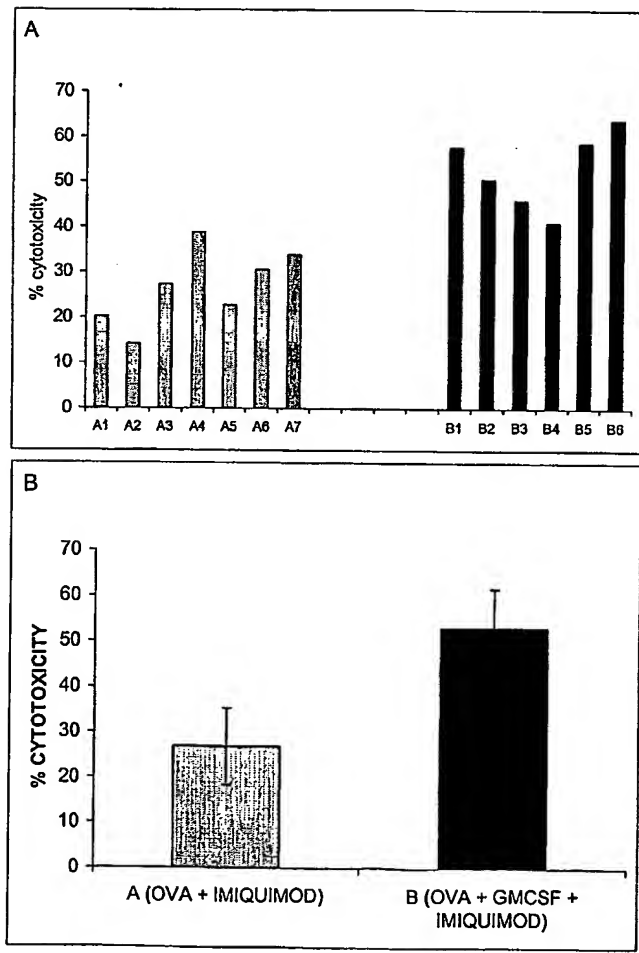 A
70
60
50
40
30
20
10
0
% cytotoxicity
A1 A2 A3 A4 A5 A6 A7 B1 B2 B3 B4 B5 B6
B
70
60
50
40
30
20
10
0
% CYTOTOXICITY
A (OVA + IMIQUIMOD) B (OVA + GMCSF +
IMIQUIMOD)